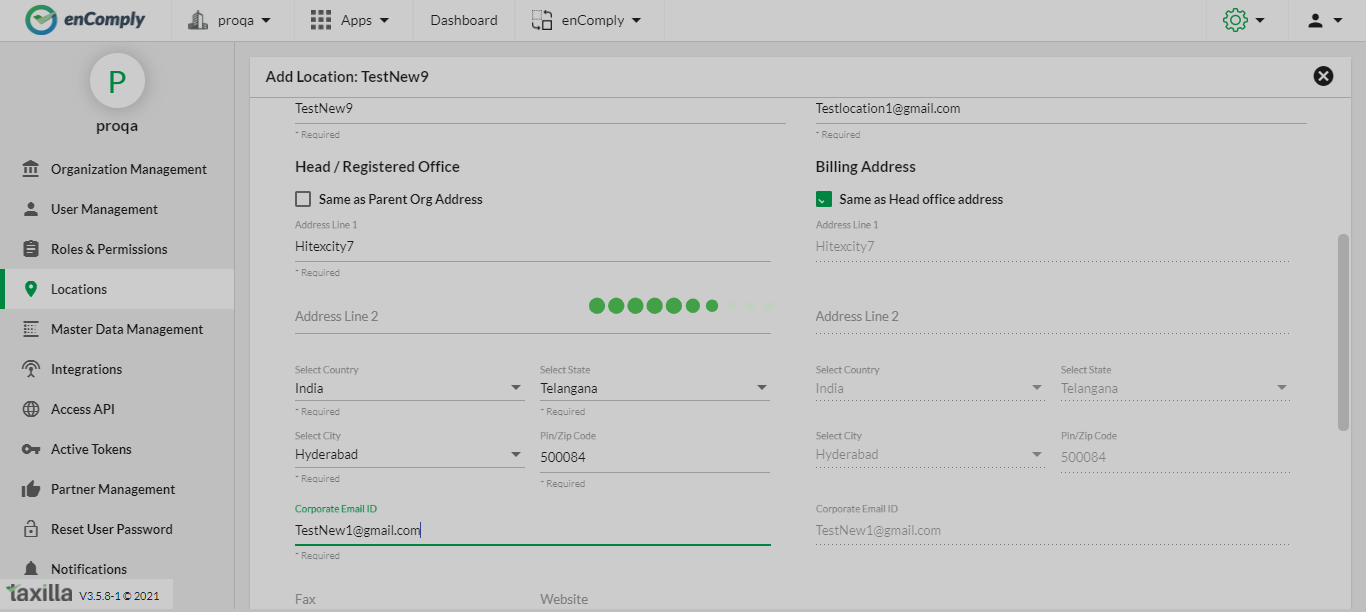 enComply proqa Apps Dashboard enComply
P
proqa
Organization Management
User Management
Roles & Permissions
Locations
Master Data Management
Integrations
Access API
Active Tokens
Partner Management
Reset User Password
Notifications
taxilla V3.5.8-1 © 2021
Add Location: TestNew9
TestNew9 Testlocation1@gmail.com
* Required * Required
Head / Registered Office Billing Address
Same as Parent Org Address Same as Head office address
Address Line 1 Address Line 1
Hitexcity7 Hitexcity7
* Required
Address Line 2 Address Line 2
Select Country Select State Select Country Select State
India Telangana India Telangana
* Required * Required
Select City Pin/Zip Code Select City Pin/Zip Code
Hyderabad 500084 Hyderabad 500084
* Required * Required
Corporate Email ID Corporate Email ID
TestNew1@gmail.com TestNew1@gmail.com
* Required
Fax Website